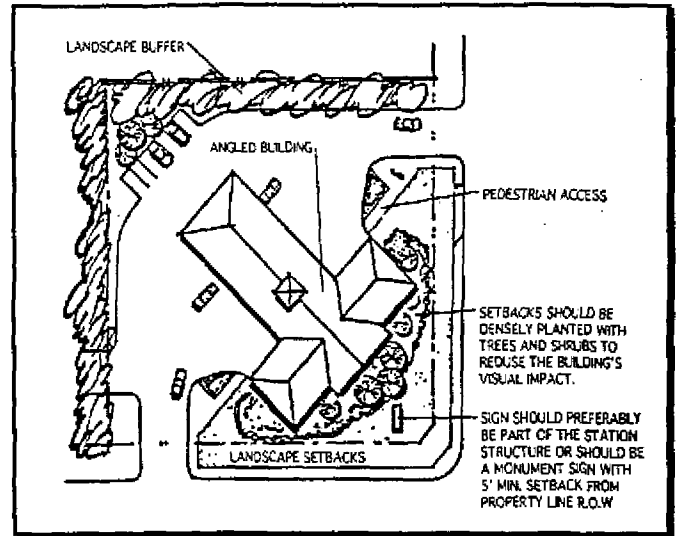 LANDSCAPE BUFFER
ANGLED BUILDING
PEDESTRIAN ACCESS
SETBACKS SHOULD BE
DENSELY PLANTED WITH
TREES AND SHRUBS TO
REDUSE THE BUILDING'S
VISUAL IMPACT.
SIGN SHOULD PREFERABLY
BE PART OF THE STATION
STRUCTURE OR SHOULD BE
A MONUMENT SIGN WITH
5' MIN. SETBACK FROM
PROPERTY LINE R.O.W
LANDSCAPE SETBACKS